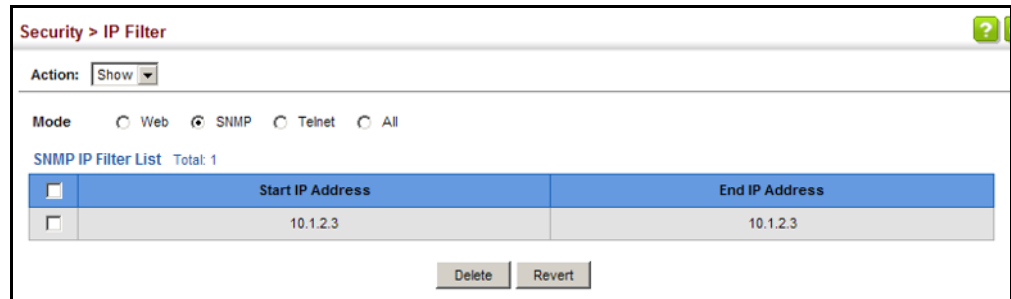 Security > IP Filter ?
Action: Show
Mode Web SNMP Telnet All
SNMP IP Filter List Total: 1
Start IP Address End IP Address
10.1.2.3 10.1.2.3
Delete Revert